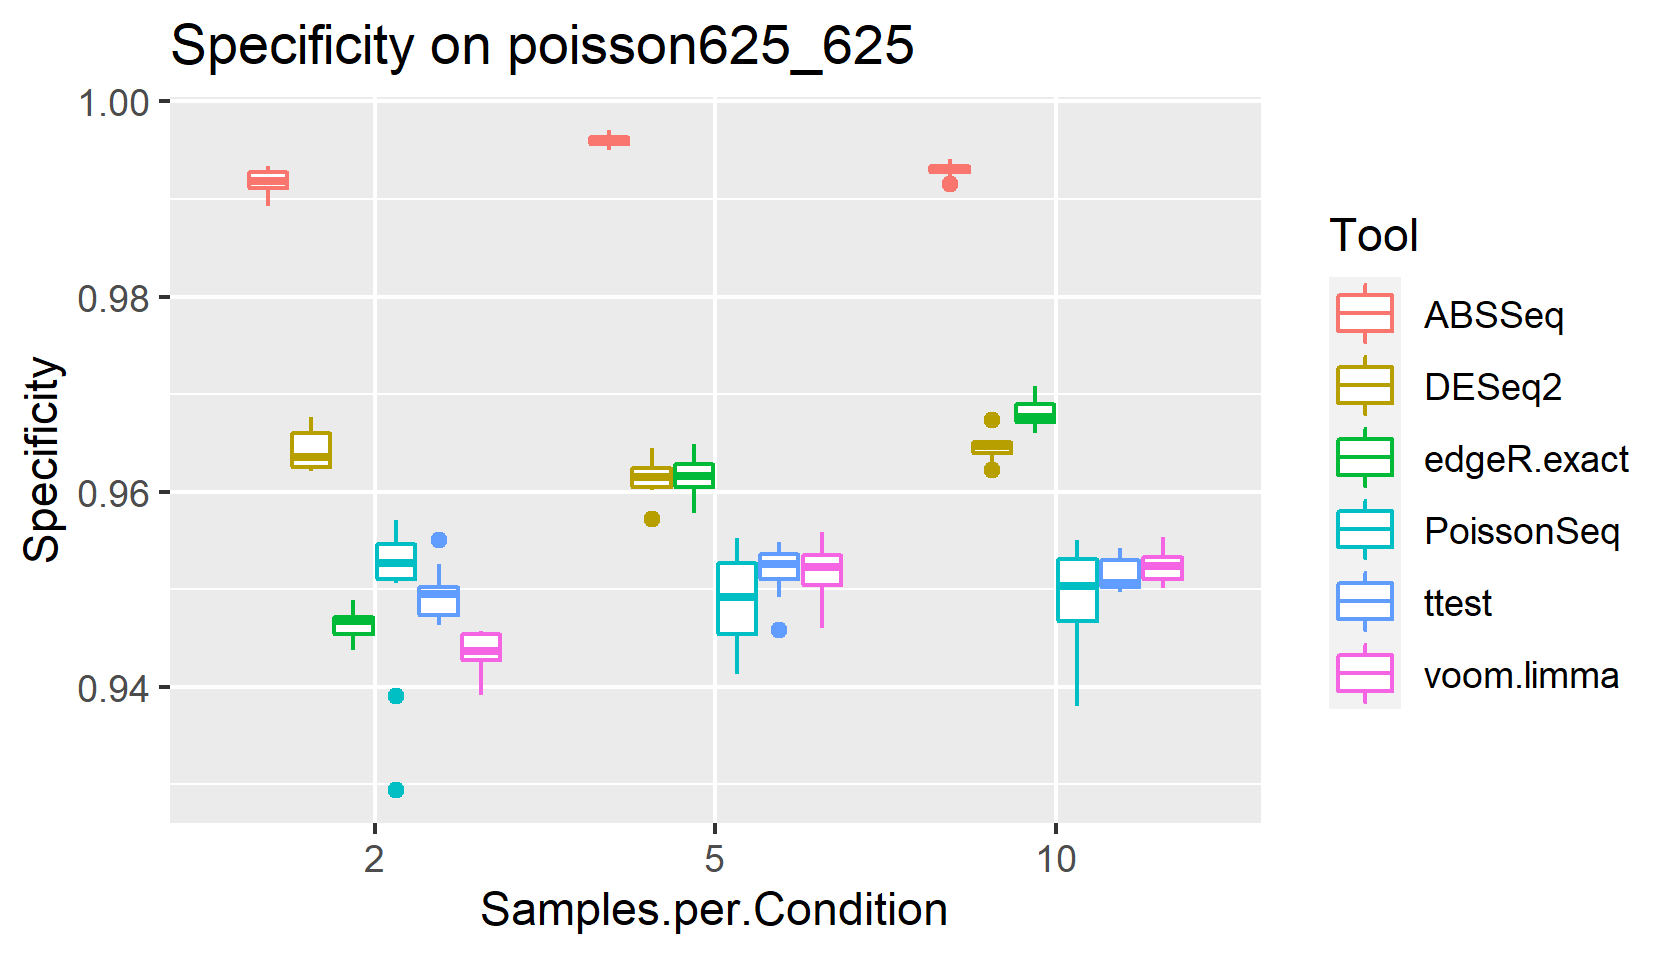 Specificity on poisson625_625
1.00
0.98
0.96
0.94
Specificity
2
5
10
Samples.per.Condition
Tool
ABSSeq
DESeq2
edgeR.exact
PoissonSeq
ttest
voom.limma